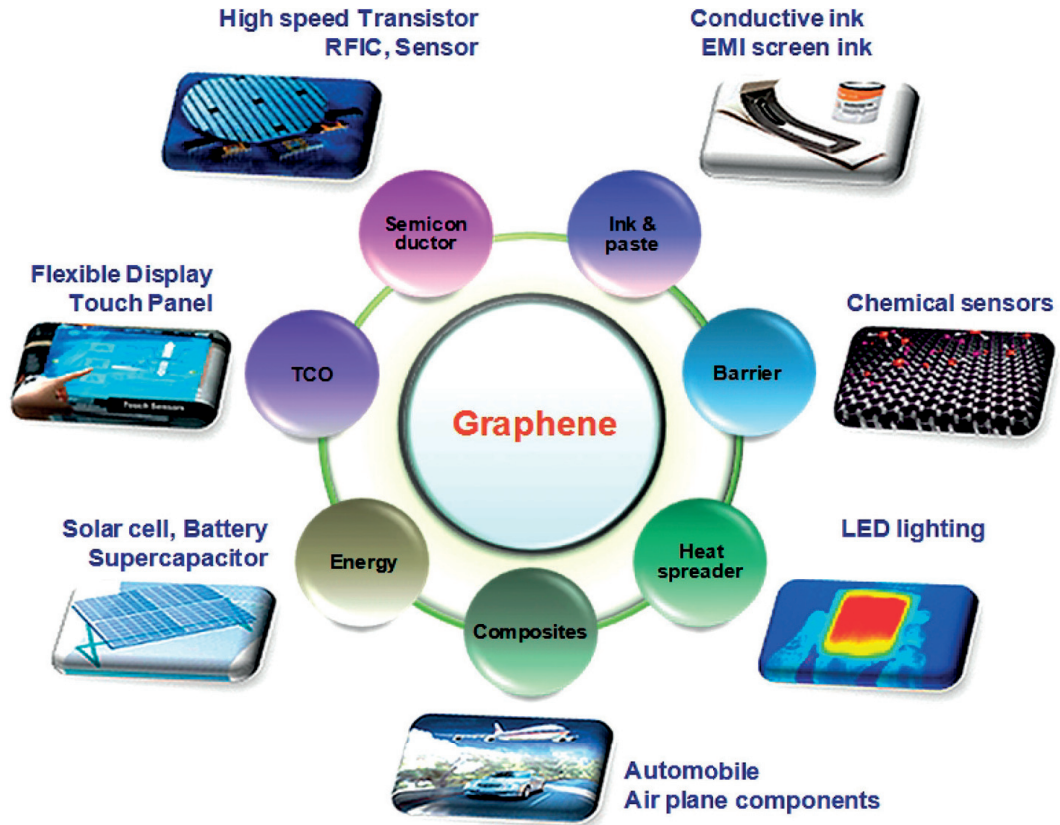 High speed Transistor
RFIC, Sensor
Conductive ink
EMI screen ink
Semicon
ductor
Ink &
paste
Flexible Display
Touch Panel
Touch Sensors
TCO
Graphene
Barrier
Chemical sensors
Solar cell, Battery
Supercapacitor
Energy
Composites
Heat
spreader
LED lighting
Automobile
Air plane components